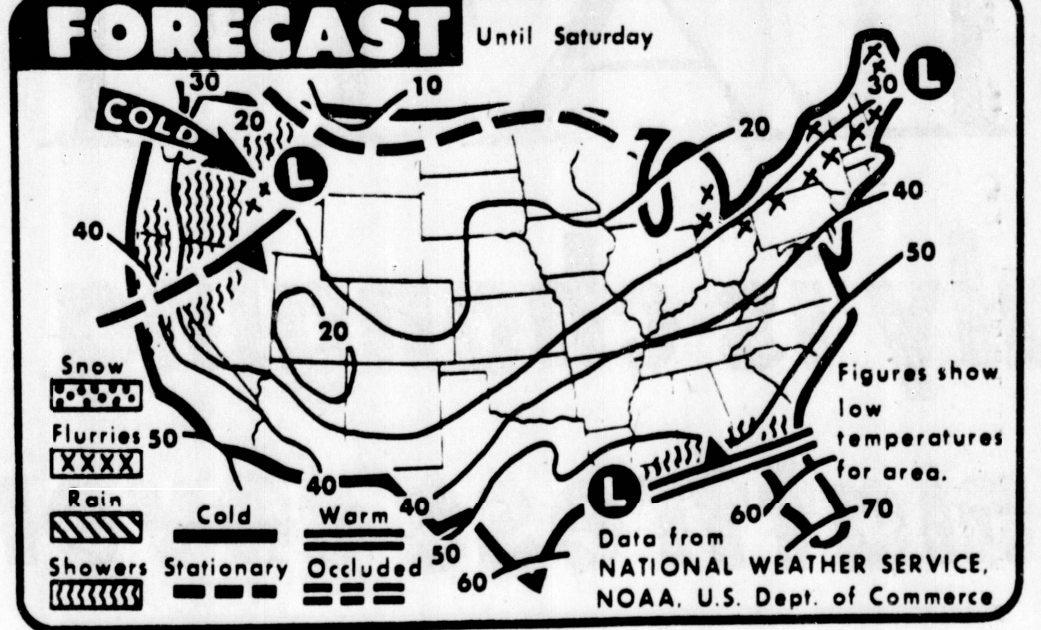 FORECAST
Until Saturday
30
10
30
L
COLD
20
20
L
40
40
50
20
Snow
Figures show
low
Flurries
50
temperatures
for area.
40
L
Rain
40
60
70
Cold
Warm
50
Data from
Showers
Stationary
Occluded
60
NATIONAL WEATHER SERVICE,
NOAA, U.S. Dept. of Commerce